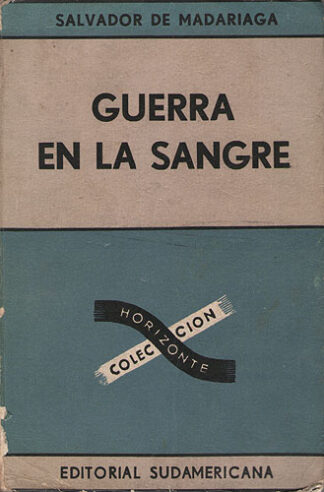 SALVADOR DE MADARIAGA
GUERRA
EN LA SANGRE
COLECCION
HORIZONTE
EDITORIAL SUDAMERICANA